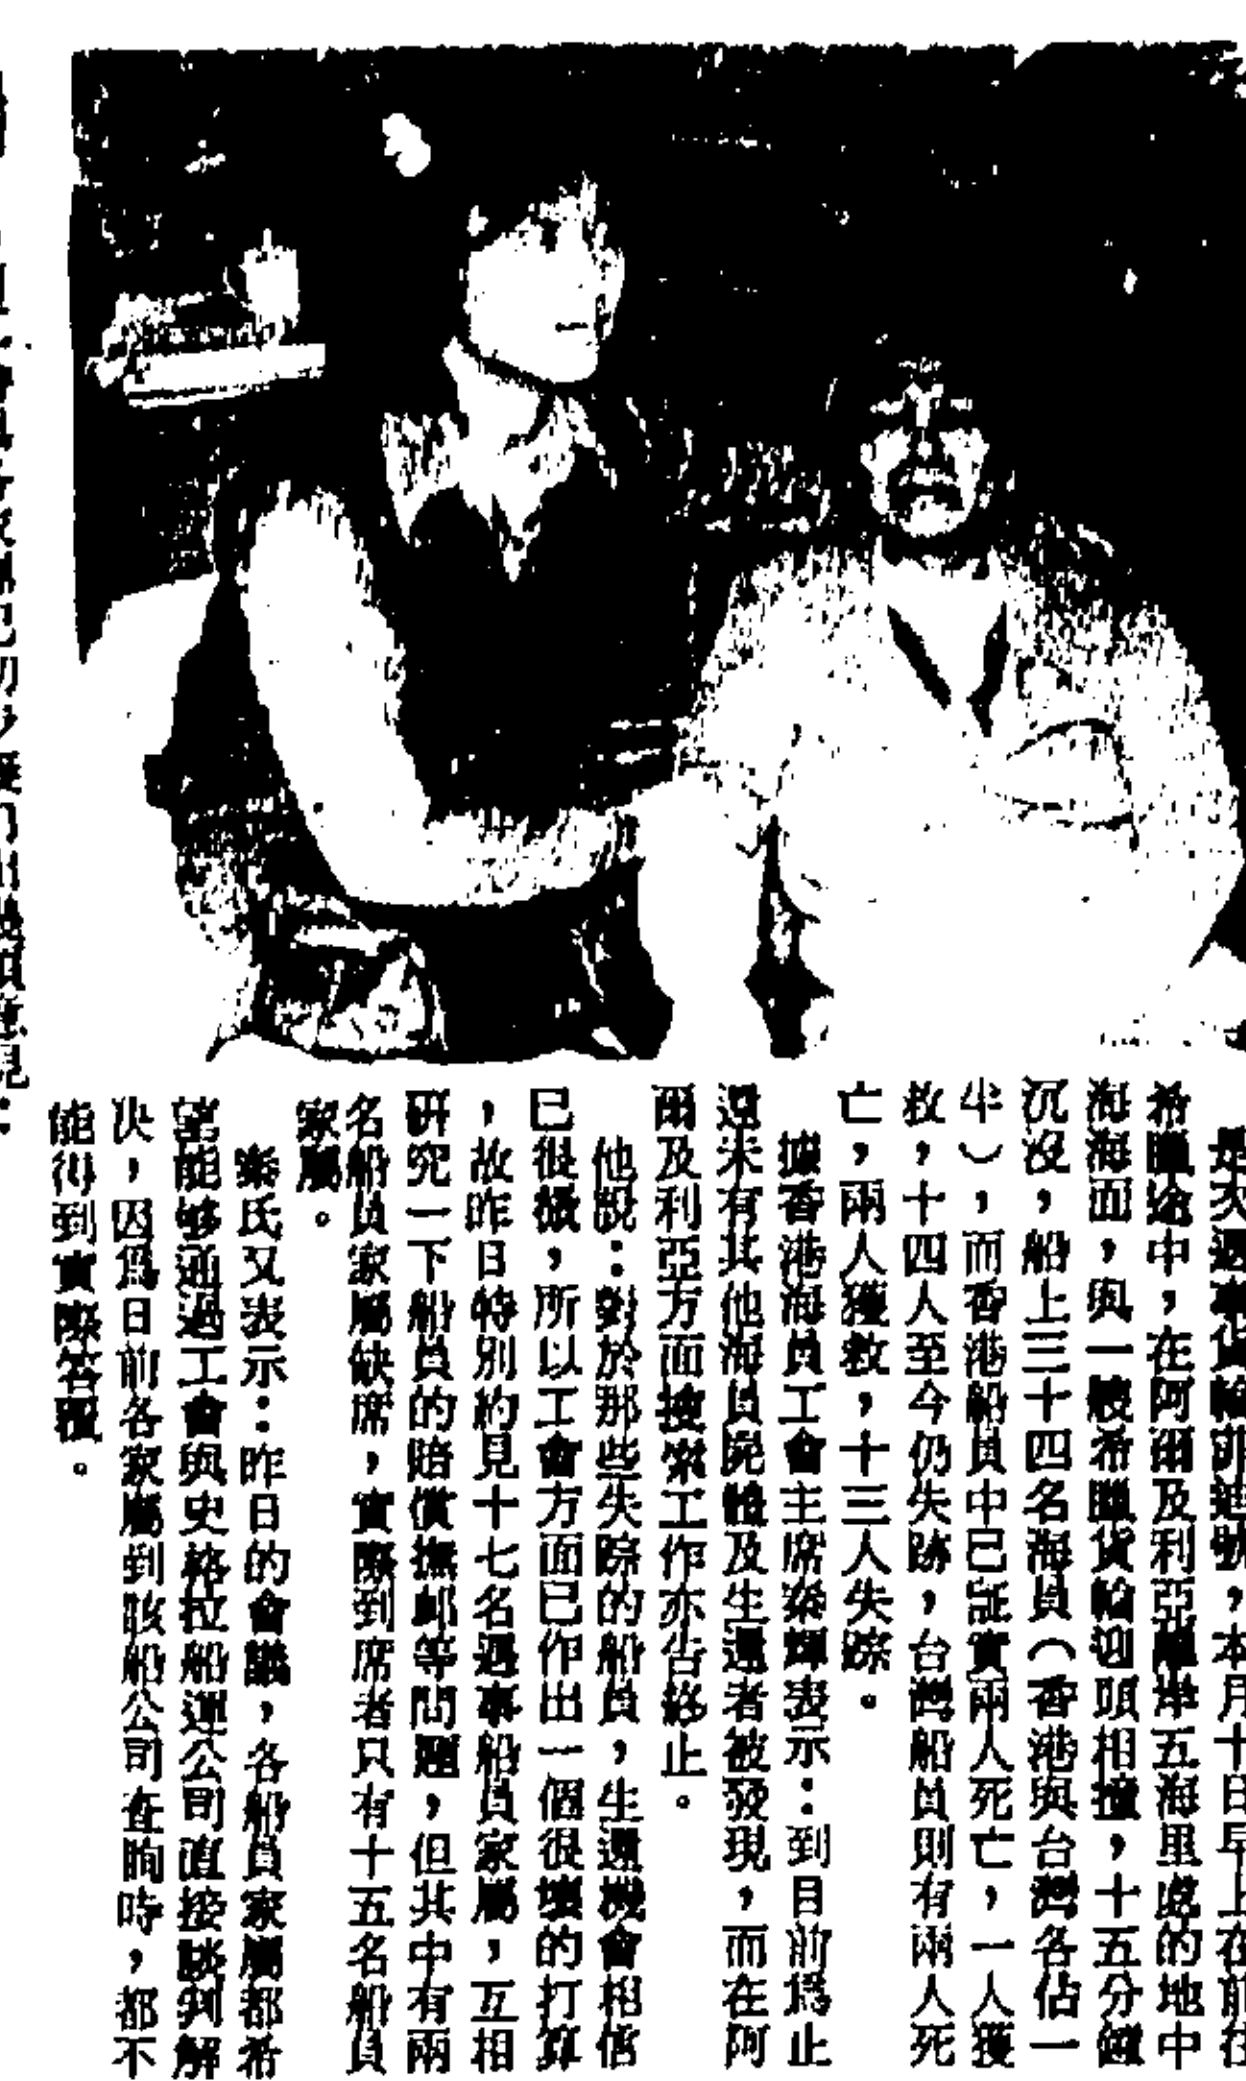 是次遇事貨輪菲迪號，本月十日早上在前往
希臘途中，在阿爾及利亞離岸五海里處的地中
海海面，與一艘希臘貨輪迎頭相撞，十五分鐘
沉沒，船上三十四名海員（香港與台灣各佔一
半），而香港船員中已証實兩人死亡，一人獲
救，十四人至今仍失跡，台灣船員則有兩人死
亡，兩人獲救，十三人失踪。
據香港海員工會主席秦輝表示：到目前為止
還未有其他海員屍體及生還者被發現，而在阿
爾及利亞方面搜索工作亦告終止。
他說：對於那些失踪的船員，生還機會相信
已很微，所以工會方面已作出一個很壞的打算
，故昨日特別約見十七名遇事船員家屬，互相
研究一下船員的賠償撫卹等問題，但其中有兩
名船員家屬缺席，實際到席者只有十五名船員
家屬。
秦氏又表示：昨日的會議，各船員家屬都希
望能够通過工會與史格拉船運公司直接談判解
决，因爲日前各家屬到該船公司查詢時，都不
能得到實際答覆。